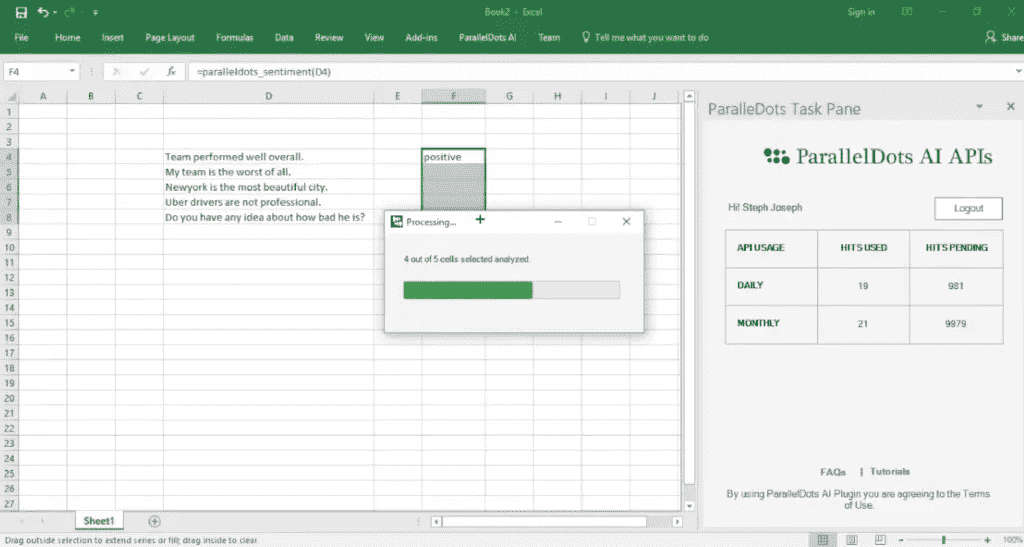 Book2 - Excel
Sign in
File Home Insert Page Layout Formulas Data Review View Add-ins ParallelDots AI Team Tell me what you want to do Share
F4 fx =paralleldots_sentiment(D4)
A B C D E F G H I J
1
2
3
4 Team performed well overall. positive
5 My team is the worst of all.
6 Newyork is the most beautiful city.
7 Uber drivers are not professional.
8 Do you have any idea about how bad he is?
9
10
11
12
13
14
15
16
17
18
19
20
21
22
23
24
25
26
27
Processing...
4 out of 5 cells selected analyzed
ParalleDots Task Pane
ParallelDots AI APIs
Hi! Steph Joseph Logout
API USAGE HITS USED HITS PENDING
DAILY 19 981
MONTHLY 21 9979
FAQs | Tutorials
By using ParallelDots AI Plugin you are agreeing to the Terms
of Use.
Sheet1
Drag outside selection to extend series or fill; drag inside to clear
100%